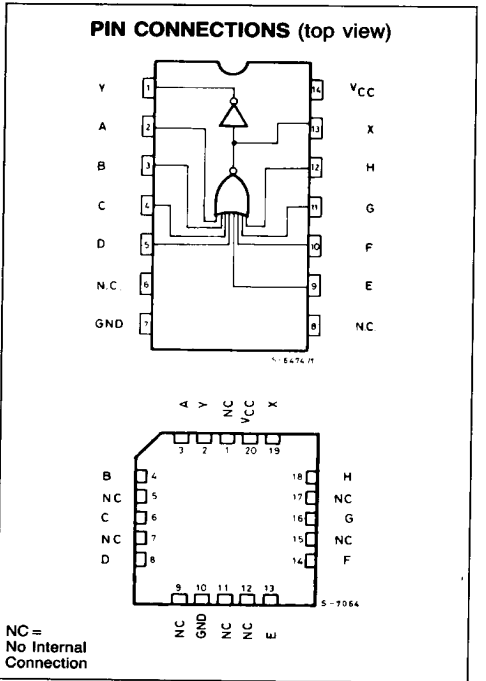 PIN CONNECTIONS (top view)
Y 1 14 VCC
A 2 13 X
B 3 12 H
C 4 11 G
D 5 10 F
N.C. 6 9 E
GND 7 8 N.C.
S-6474/1
A Y NC VCC X
3 2 1 20 19
B 4 18 H
NC 5 17 NC
C 6 16 G
NC 7 15 NC
D 8 14 F
9 10 11 12 13
S-7064
NC GND NC NC E
NC =
No Internal
Connection